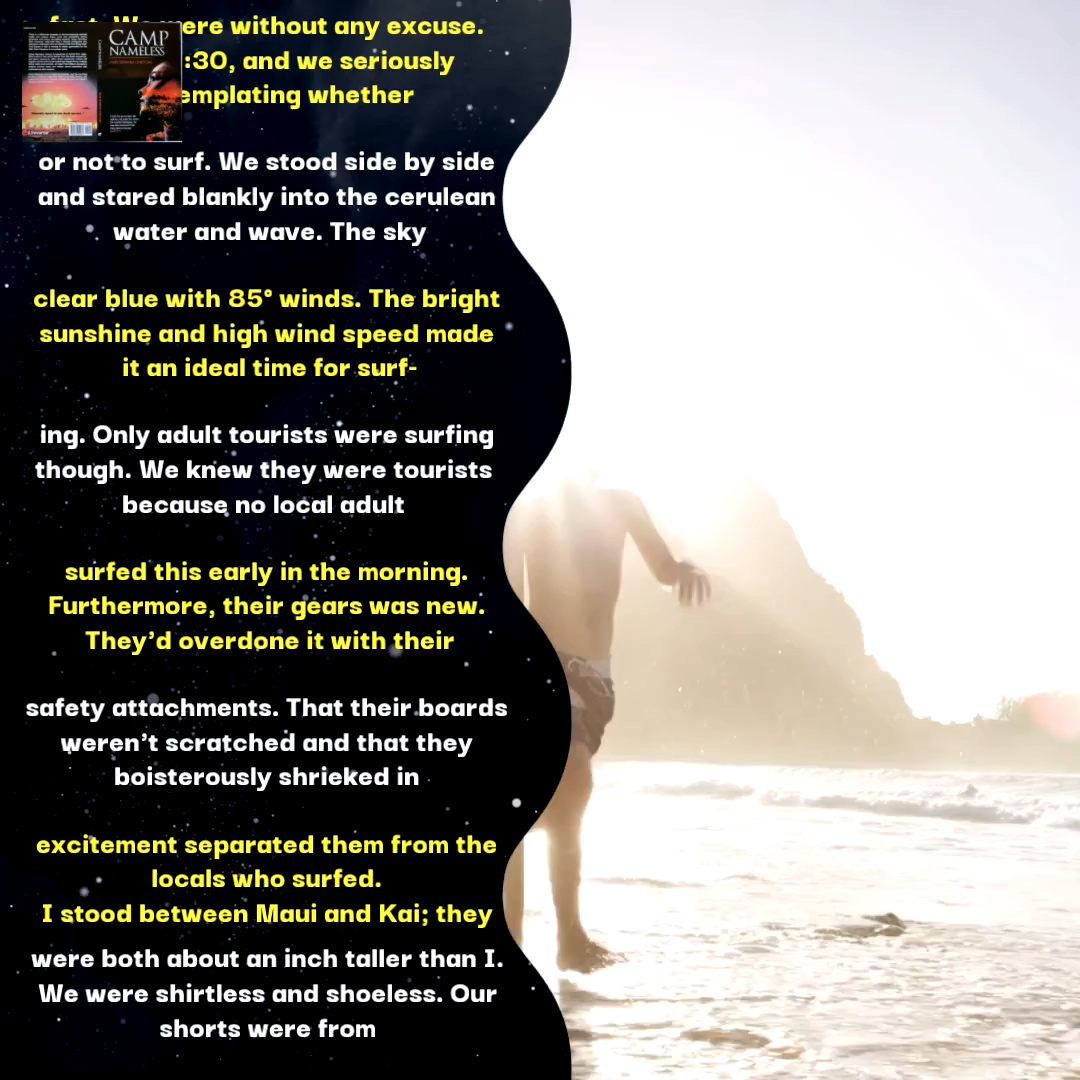 fast. We were without any excuse.
:30, and we seriously
emplating whether
CAMP
NAMELESS
or not to surf. We stood side by side
and stared blankly into the cerulean
water and wave. The sky
clear blue with 85° winds. The bright
sunshine and high wind speed made
it an ideal time for surf-
ing. Only adult tourists were surfing
though. We knew they were tourists
because no local adult
surfed this early in the morning.
Furthermore, their gears was new.
They’d overdone it with their
safety attachments. That their boards
weren’t scratched and that they
boisterously shrieked in
excitement separated them from the
locals who surfed.
I stood between Maui and Kai; they
were both about an inch taller than I.
We were shirtless and shoeless. Our
shorts were from